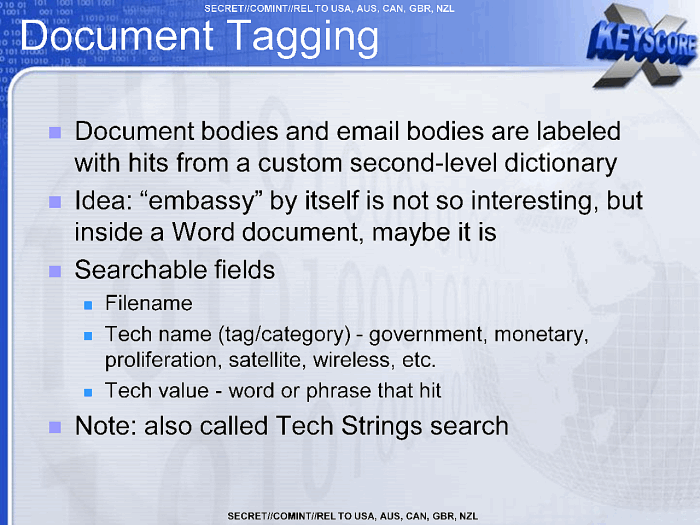 SECRET//COMINT//REL TO USA, AUS, CAN, GBR, NZL
Document Tagging
X
KEYSCORE
Document bodies and email bodies are labeled
with hits from a custom second-level dictionary
Idea: “embassy” by itself is not so interesting, but
inside a Word document, maybe it is
Searchable fields
Filename
Tech name (tag/category) - government, monetary,
proliferation, satellite, wireless, etc.
Tech value - word or phrase that hit
Note: also called Tech Strings search
SECRET//COMINT//REL TO USA, AUS, CAN, GBR, NZL